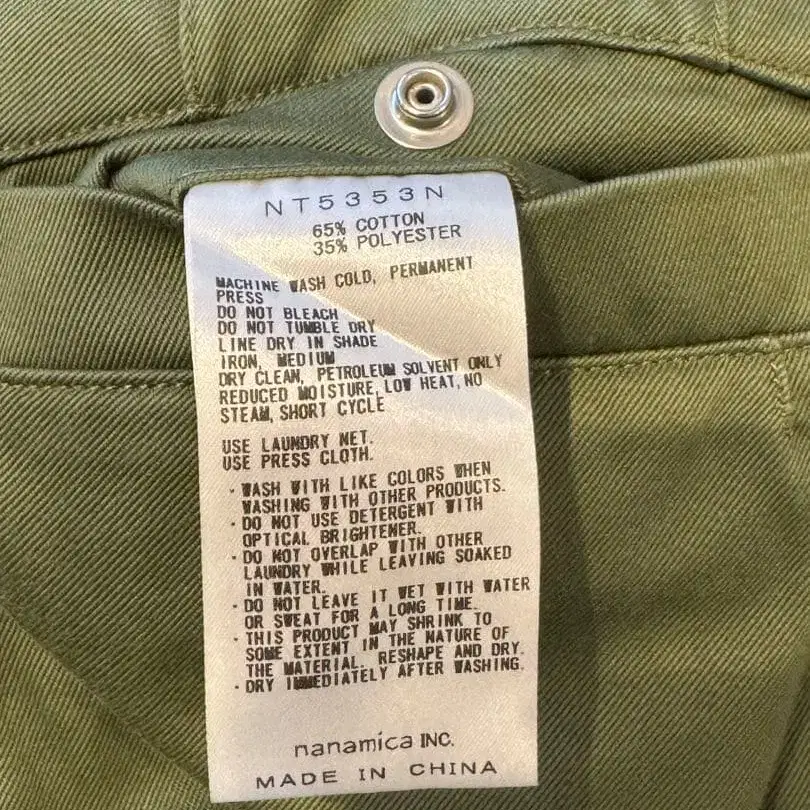 NT5353N
65% COTTON
35% POLYESTER
MACHINE WASH COLD, PERMANENT
PRESS
DO NOT BLEACH
DO NOT TUMBLE DRY
LINE DRY IN SHADE
IRON, MEDIUM
DRY CLEAN, PETROLEUM SOLVENT ONLY
REDUCED MOISTURE, LOW HEAT, NO
STEAM, SHORT CYCLE
USE LAUNDRY NET.
USE PRESS CLOTH.
・WASH WITH LIKE COLORS WHEN
WASHING WITH OTHER PRODUCTS.
・DO NOT USE DETERGENT WITH
OPTICAL BRIGHTENER.
・DO NOT OVERLAP WITH OTHER
LAUNDRY WHILE LEAVING SOAKED
IN WATER.
・DO NOT LEAVE IT WET WITH WATER
OR SWEAT FOR A LONG TIME.
・THIS PRODUCT MAY SHRINK TO
SOME EXTENT IN THE NATURE OF
THE MATERIAL. RESHAPE AND DRY.
・DRY IMMEDIATELY AFTER WASHING.
nanamica INC.
MADE IN CHINA